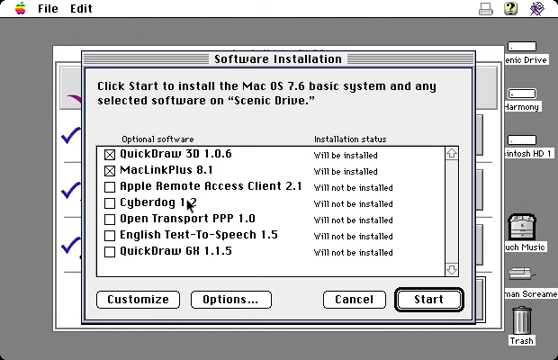 File Edit
Software Installation
enic Drive
Click Start to install the Mac OS 7.6 basic system and any
selected software on “Scenic Drive.”
Harmony
Optional software Installation status
intosh HD 1
QuickDraw 3D 1.0.6 Will be installed
MacLinkPlus 8.1 Will be installed
Apple Remote Access Client 2.1 Will not be installed
Cyberdog 1.2 Will not be installed
Open Transport PPP 1.0 Will not be installed
English Text-To-Speech 1.5 Will not be installed
QuickDraw GX 1.1.5 Will not be installed
uch Music
Customize Options... Cancel Start
man Screame
Trash